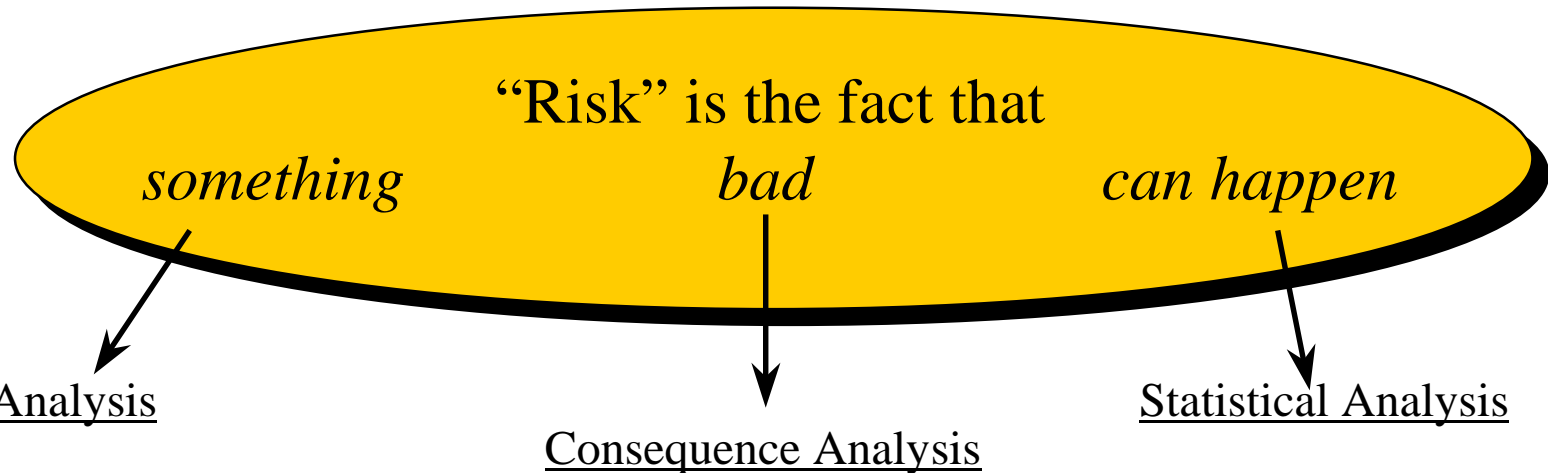 “Risk” is the fact that
something bad can happen
Analysis Statistical Analysis
Consequence Analysis